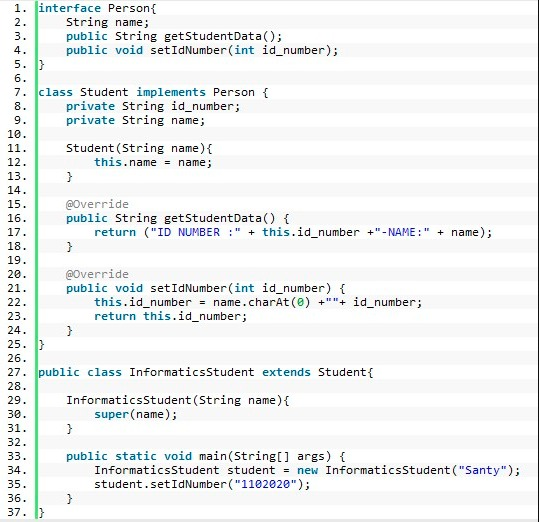 1. interface Person{
2.     String name;
3.     public String getStudentData();
4.     public void setIdNumber(int id_number);
5. }
6.
7. class Student implements Person {
8.     private String id_number;
9.     private String name;
10.
11.     Student(String name){
12.         this.name = name;
13.     }
14.
15.     @Override
16.     public String getStudentData() {
17.         return ("ID NUMBER :" + this.id_number +"-NAME:" + name);
18.     }
19.
20.     @Override
21.     public void setIdNumber(int id_number) {
22.         this.id_number = name.charAt(0) +""+ id_number;
23.         return this.id_number;
24.     }
25. }
26.
27. public class InformaticsStudent extends Student{
28.
29.     InformaticsStudent(String name){
30.         super(name);
31.     }
32.
33.     public static void main(String[] args) {
34.         InformaticsStudent student = new InformaticsStudent("Santy");
35.         student.setIdNumber("1102020");
36.     }
37. }